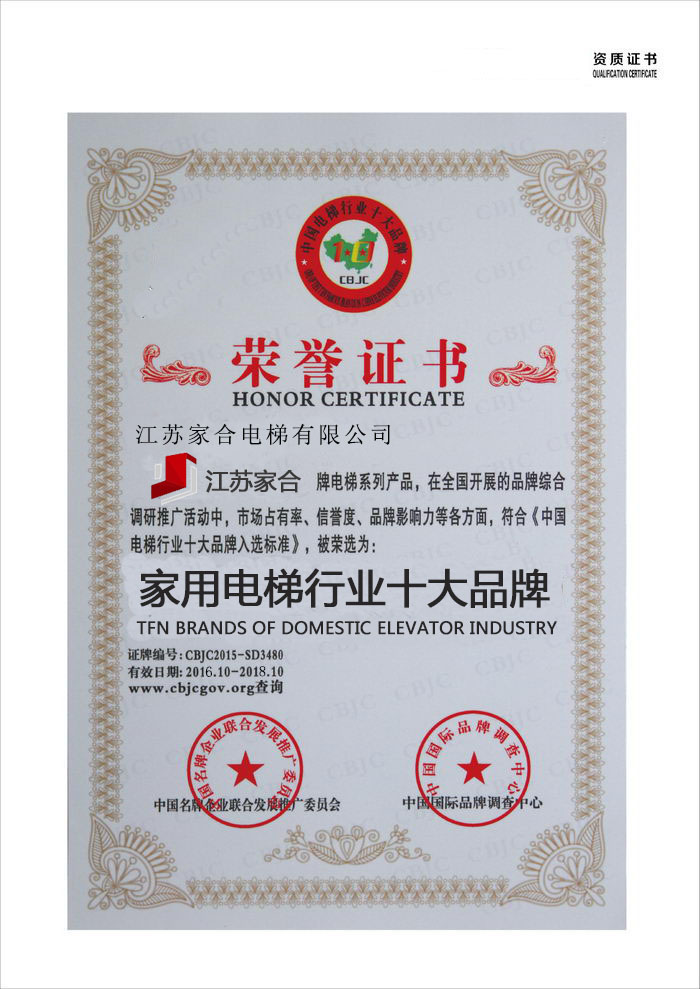 资质证书
QUALIFICATION CERTIFICATE
中国电梯行业十大品牌
CBJC
荣誉证书
HONOR CERTIFICATE
江苏家合电梯有限公司
江苏家合 牌电梯系列产品，在全国开展的品牌综合
调研推广活动中，市场占有率、信誉度、品牌影响力等各方面，符合《中国
电梯行业十大品牌入选标准》，被荣选为：
家用电梯行业十大品牌
TFN BRANDS OF DOMESTIC ELEVATOR INDUSTRY
证牌编号：CBJC2015-SD3480
有效日期：2016.10-2018.10
www.cbjcgov.org查询
中国名牌企业联合发展推广委员会
中国国际品牌调查中心
中国名牌企业联合发展推广委员会
中国国际品牌调查中心